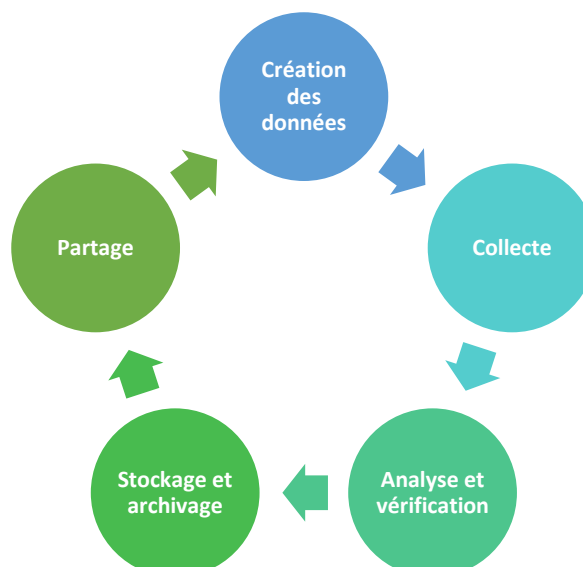 Création
des
données
Collecte
Analyse et
vérification
Stockage et
archivage
Partage